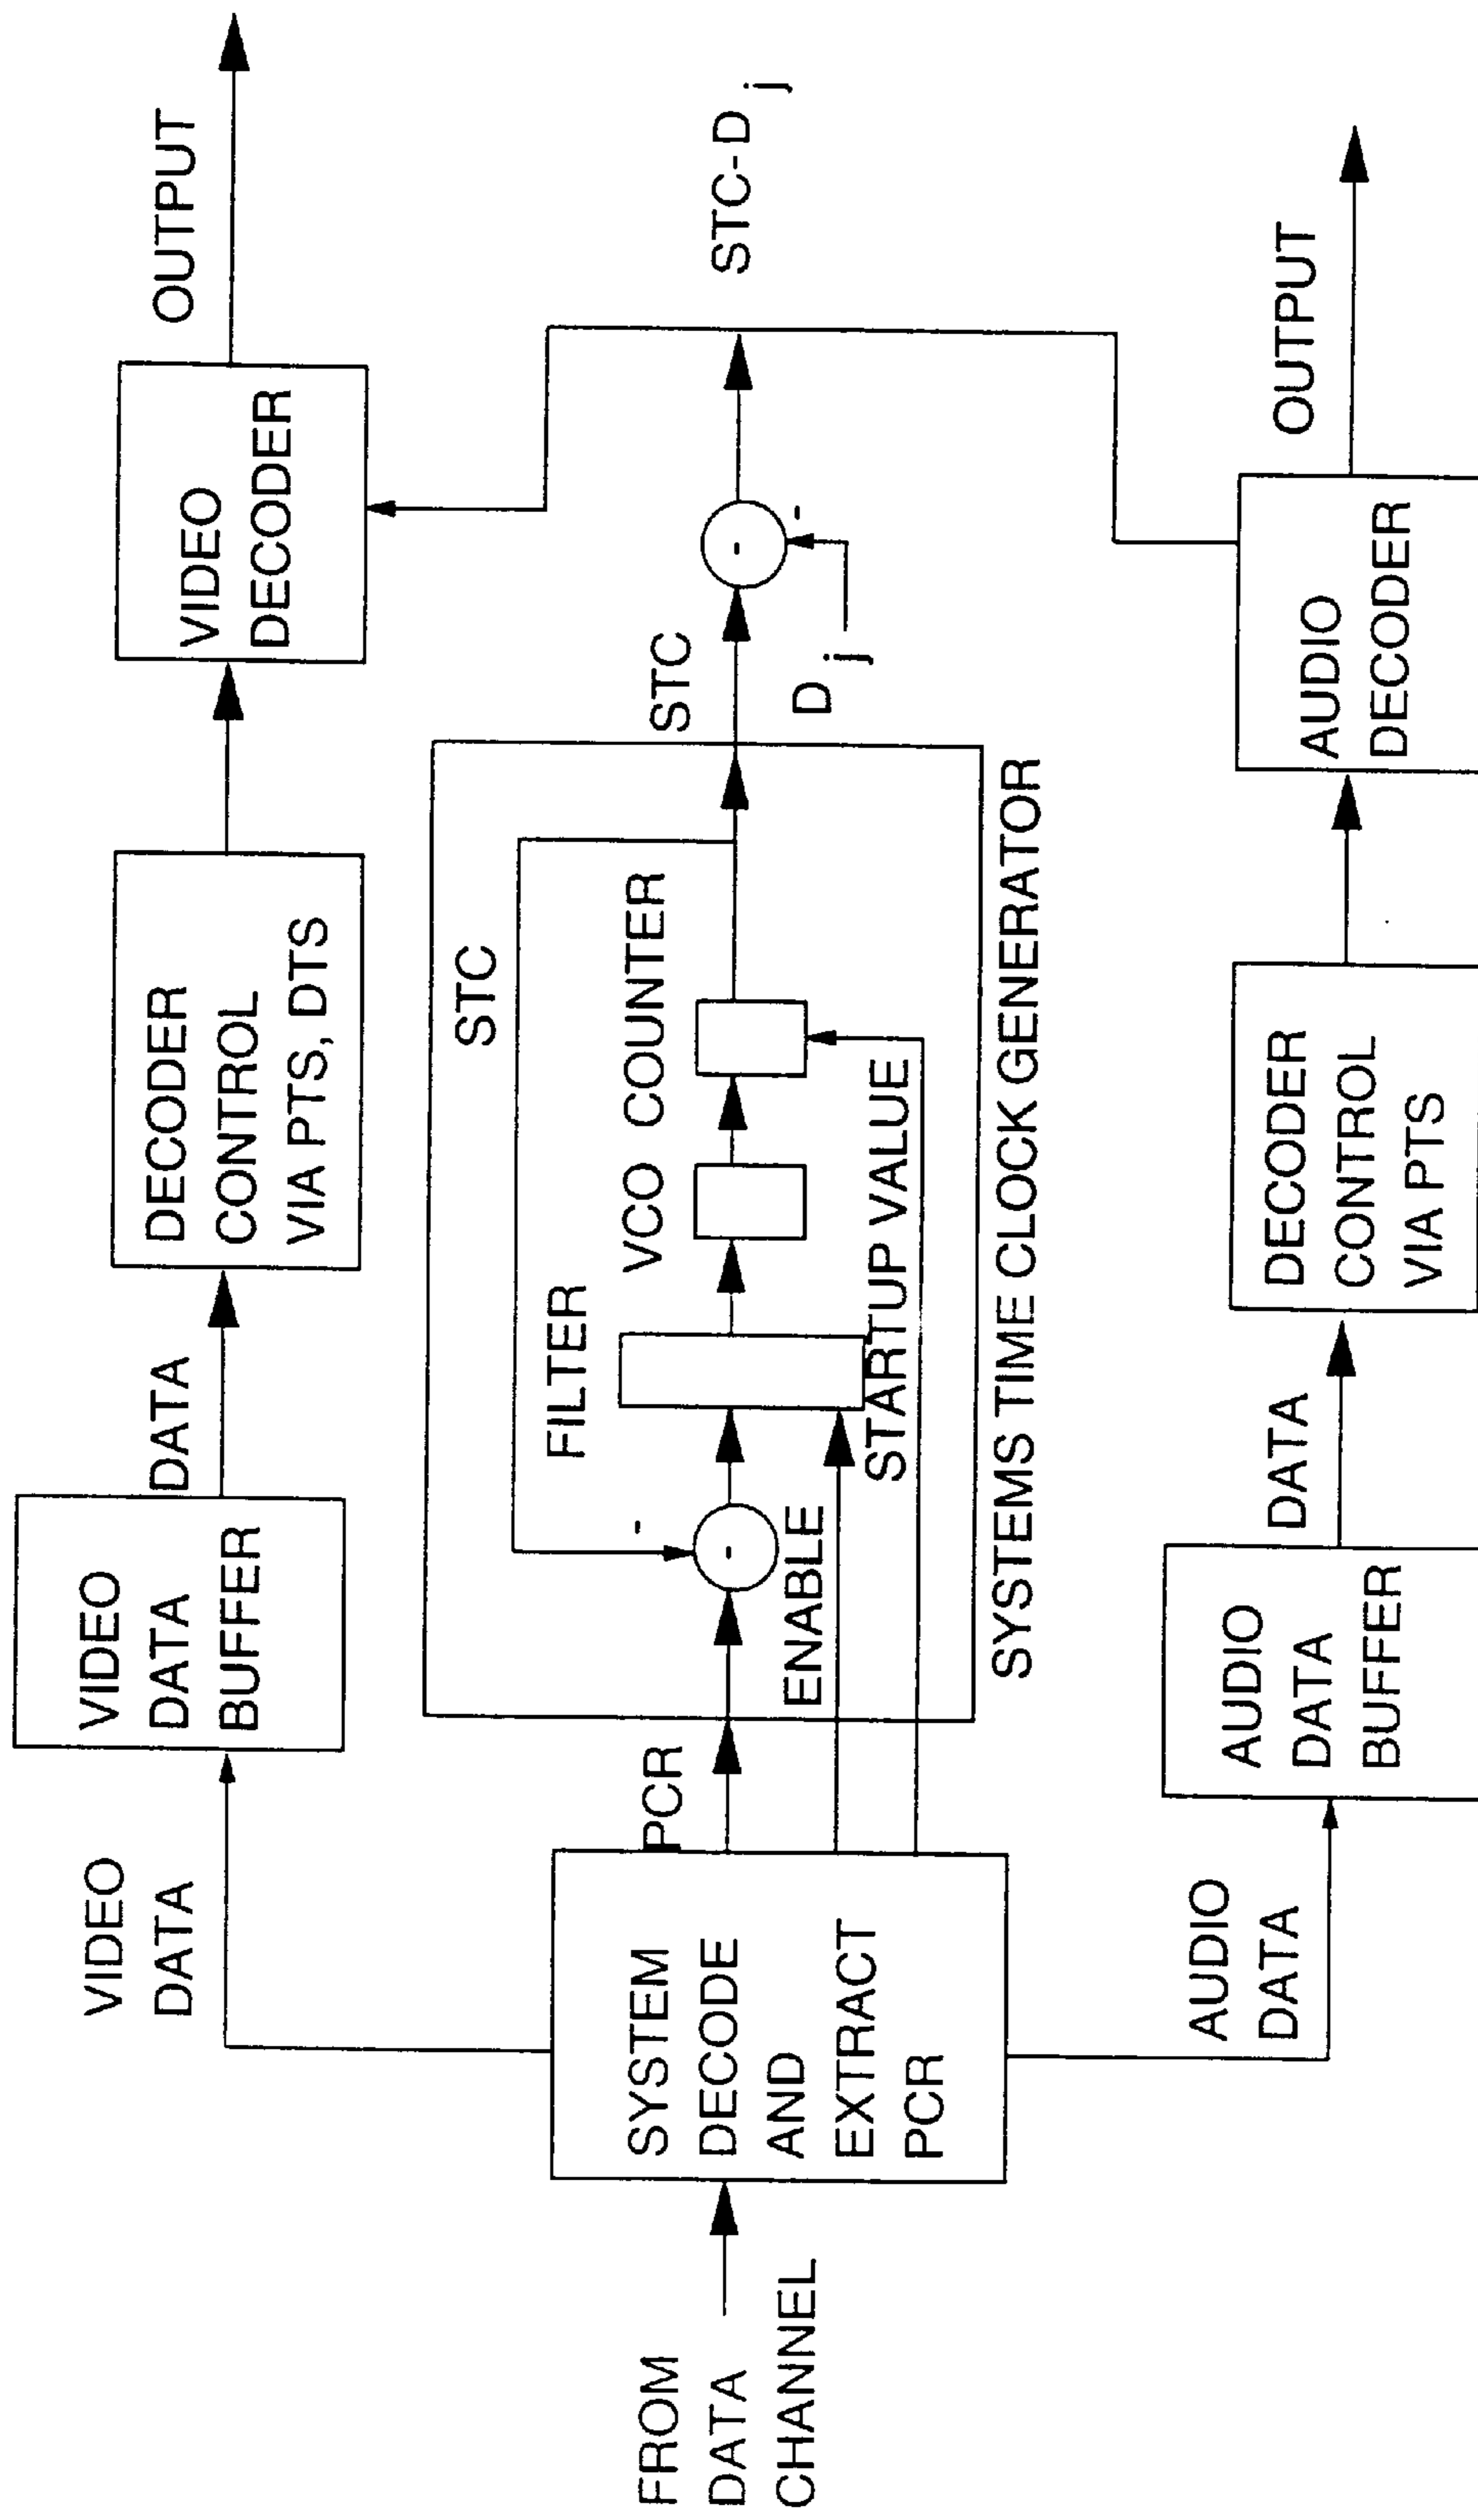 VIDEO
DATA
VIDEO
DATA
BUFFER
DATA
DECODER
CONTROL
VIA PTS, DTS
VIDEO
DECODER
OUTPUT
FROM
DATA
CHANNEL
SYSTEM
DECODE
AND
EXTRACT
PCR
PCR
STC
FILTER
VCO COUNTER
-
-
ENABLE
STARTUP VALUE
SYSTEMS TIME CLOCK GENERATOR
STC
-
-
D j
STC-D j
AUDIO
DATA
AUDIO
DATA
BUFFER
DATA
DECODER
CONTROL
VIA PTS
AUDIO
DECODER
OUTPUT